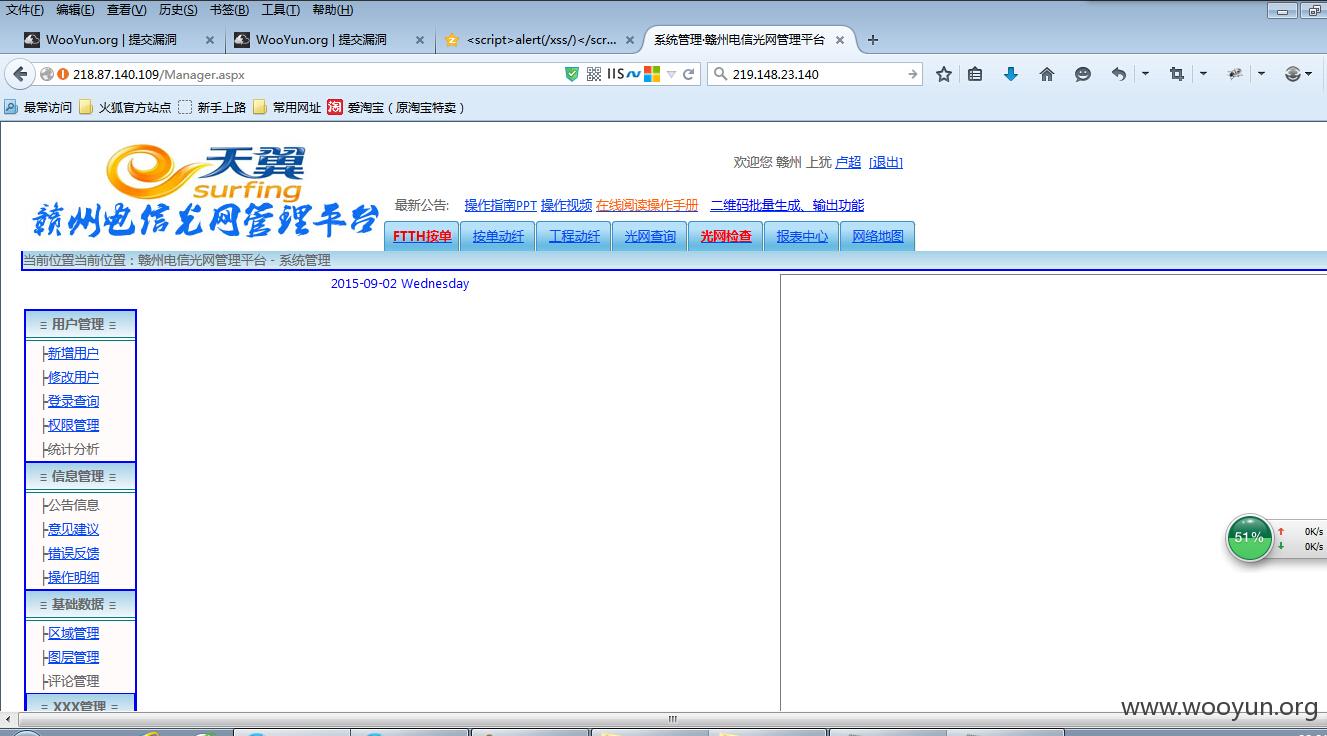 文件(F) 编辑(E) 查看(V) 历史(S) 书签(B) 工具(T) 帮助(H)
WooYun.org | 提交漏洞 × WooYun.org | 提交漏洞 × <script>alert(/xss/)</scr... × 系统管理·赣州电信光网管理平台 × +
218.87.140.109/Manager.aspx IIS 219.148.23.140
最常访问 火狐官方站点 新手上路 常用网址 淘 爱淘宝（原淘宝特卖）
天翼
surfing
赣州电信光网管理平台
欢迎您 赣州 上犹 卢超 [退出]
最新公告: 操作指南PPT 操作视频 在线阅读操作手册 二维码批量生成、输出功能
FTTH按单 按单动纤 工程动纤 光网查询 光网检查 报表中心 网络地图
当前位置当前位置：赣州电信光网管理平台 - 系统管理
2015-09-02 Wednesday
= 用户管理 =
├新增用户
├修改用户
├登录查询
├权限管理
├统计分析
= 信息管理 =
├公告信息
├意见建议
├错误反馈
├操作明细
= 基础数据 =
├区域管理
├图层管理
├评论管理
= XXX管理 =
51% ↑ 0K/s
↓ 0K/s
www.wooyun.org